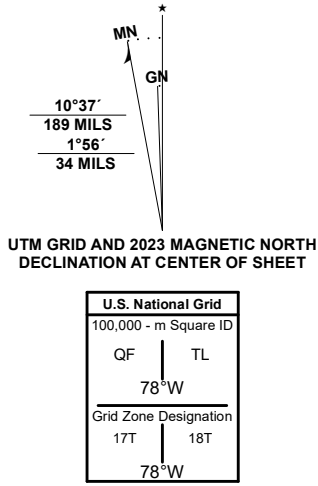 ★
MN
GN
10°37´
189 MILS
1°56´
34 MILS
UTM GRID AND 2023 MAGNETIC NORTH
DECLINATION AT CENTER OF SHEET
U.S. National Grid
100,000 - m Square ID
QF TL
78°W
Grid Zone Designation
17T 18T
78°W